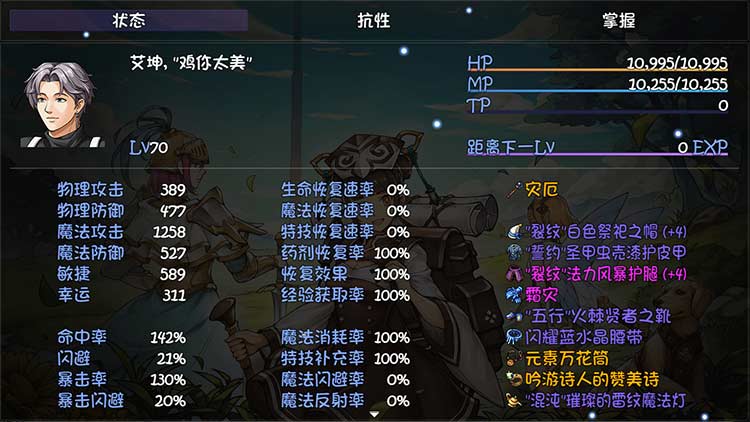 状态 抗性 掌握
艾坤, "鸡你太美"
Lv70
HP 10,995/10,995
MP 10,255/10,255
TP 0
距离下一Lv 0 EXP
物理攻击 389
物理防御 477
魔法攻击 1258
魔法防御 527
敏捷 589
幸运 311
命中率 142%
闪避 21%
暴击率 130%
暴击闪避 20%
生命恢复速率 0%
魔法恢复速率 0%
特技恢复速率 0%
药剂恢复率 100%
恢复效果 100%
经验获取率 100%
魔法消耗率 100%
特技补充率 100%
魔法闪避率 0%
魔法反射率 0%
灾厄
"裂纹"白色祭祀之帽 (+4)
"誓约"圣甲虫壳漆护皮甲
"裂纹"法力风暴护腿 (+4)
霜灾
"五行"火棘贤者之靴
闪耀蓝水晶腰带
元素万花筒
吟游诗人的赞美诗
"混沌"璀璨的雪纹魔法灯